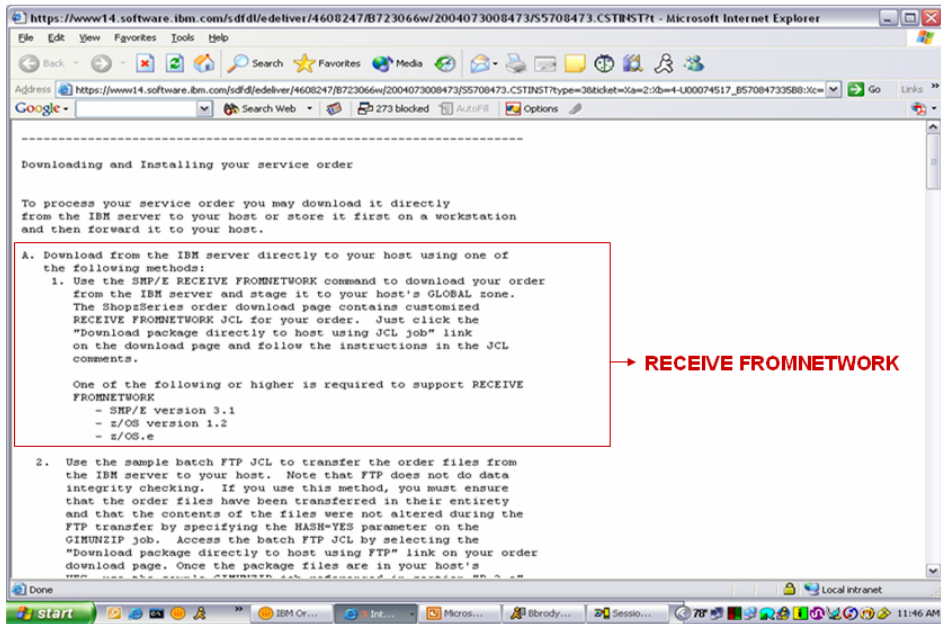 https://www14.software.ibm.com/sdfdl/edeliver/4608247/B723066w/2004073008473/S5708473.CSTINST?t - Microsoft Internet Explorer
File Edit View Favorites Tools Help
Back Search Favorites Media
Address https://www14.software.ibm.com/sdfdl/edeliver/4608247/B723066w/2004073008473/S5708473.CSTINST?type=38ticket=Xa=2:Xb=4-U00074517_B570847335B8:Xc= Go Links »
Google Search Web 273 blocked AutoFill Options
----------------------------------------------------------------------
Downloading and Installing your service order
To process your service order you may download it directly
from the IBM server to your host or store it first on a workstation
and then forward it to your host.
A. Download from the IBM server directly to your host using one of
the following methods:
1. Use the SMP/E RECEIVE FROMNETWORK command to download your order
from the IBM server and stage it to your host's GLOBAL zone.
The ShopzSeries order download page contains customized
RECEIVE FROMNETWORK JCL for your order. Just click the
"Download package directly to host using JCL job" link
on the download page and follow the instructions in the JCL
comments.
One of the following or higher is required to support RECEIVE
FROMNETWORK
- SMP/E version 3.1
- z/OS version 1.2
- z/OS.e
RECEIVE FROMNETWORK
2. Use the sample batch FTP JCL to transfer the order files from
the IBM server to your host. Note that FTP does not do data
integrity checking. If you use this method, you must ensure
that the order files have been transferred in their entirety
and that the contents of the files were not altered during the
FTP transfer by specifying the HASH=YES parameter on the
GIMUNZIP job. Access the batch FTP JCL by selecting the
"Download package directly to host using FTP" link on your order
download page. Once the package files are in your host's
Done Local intranet
start » IBM Or... Int... Micros... Bbrody... Sessio... 78° 11:46 AM